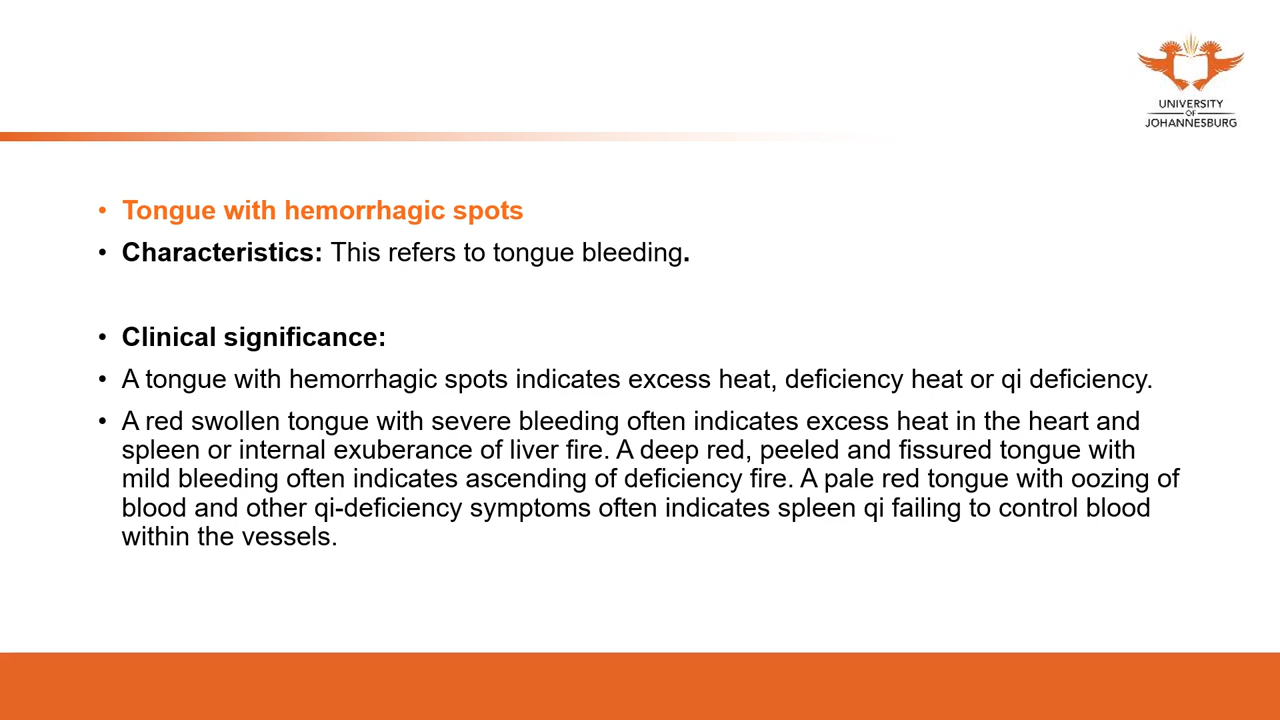 UNIVERSITY
OF
JOHANNESBURG
• Tongue with hemorrhagic spots
• Characteristics: This refers to tongue bleeding.
• Clinical significance:
• A tongue with hemorrhagic spots indicates excess heat, deficiency heat or qi deficiency.
• A red swollen tongue with severe bleeding often indicates excess heat in the heart and
spleen or internal exuberance of liver fire. A deep red, peeled and fissured tongue with
mild bleeding often indicates ascending of deficiency fire. A pale red tongue with oozing of
blood and other qi-deficiency symptoms often indicates spleen qi failing to control blood
within the vessels.